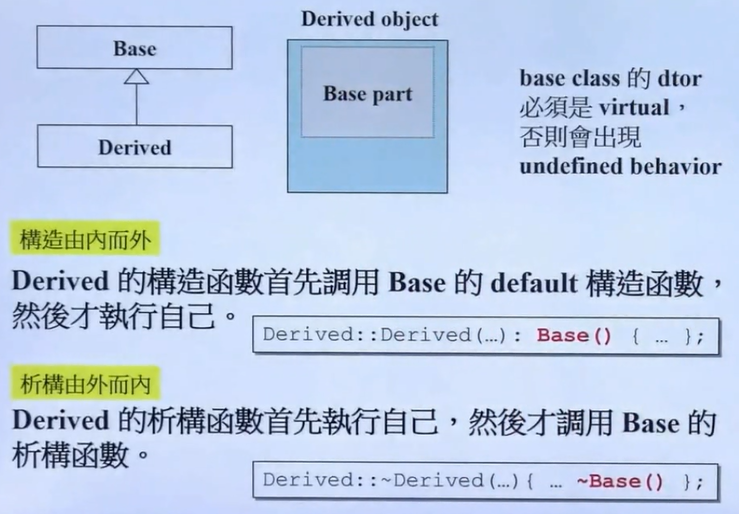 Base
Derived
Derived object
Base part
base class 的 dtor
必須是 virtual，
否則會出現
undefined behavior
構造由內而外
Derived 的構造函數首先調用 Base 的 default 構造函數，
然後才執行自己。
Derived::Derived(…): Base() { … };
析構由外而內
Derived 的析構函數首先執行自己，然後才調用 Base 的
析構函數。
Derived::~Derived(…){ … ~Base() };